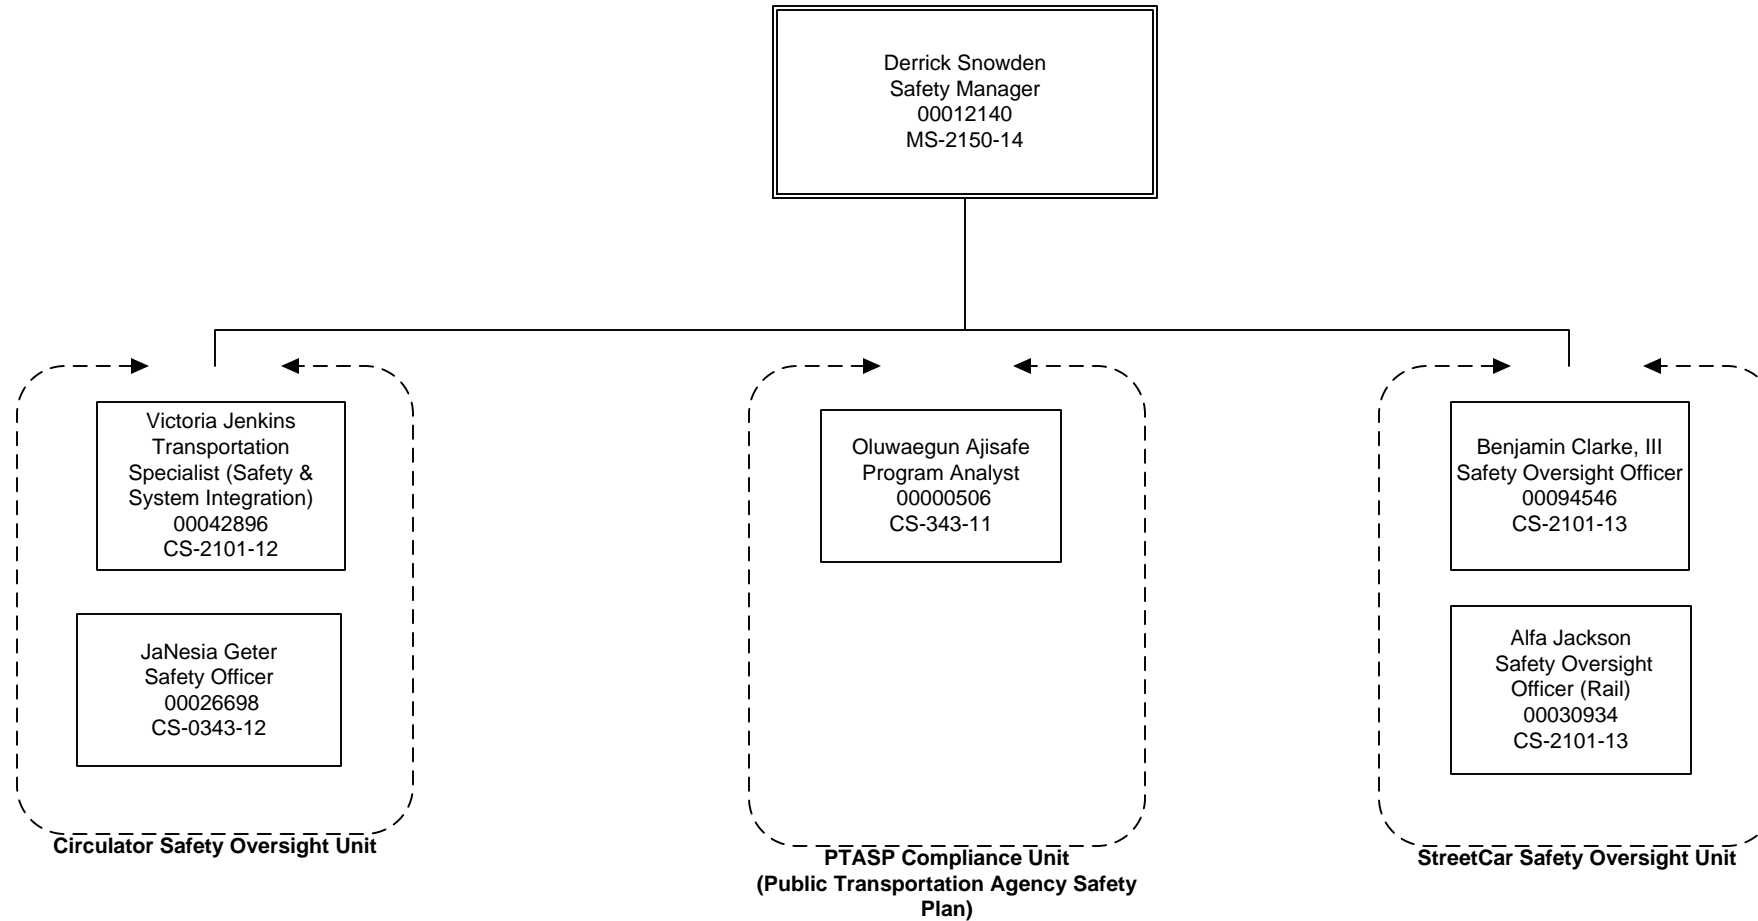 Derrick Snowden
Safety Manager
00012140
MS-2150-14
Victoria Jenkins
Transportation
Specialist (Safety &
System Integration)
00042896
CS-2101-12
JaNesia Geter
Safety Officer
00026698
CS-0343-12
Circulator Safety Oversight Unit
Oluwaegun Ajisafe
Program Analyst
00000506
CS-343-11
PTASP Compliance Unit
(Public Transportation Agency Safety
Plan)
Benjamin Clarke, III
Safety Oversight Officer
00094546
CS-2101-13
Alfa Jackson
Safety Oversight
Officer (Rail)
00030934
CS-2101-13
StreetCar Safety Oversight Unit